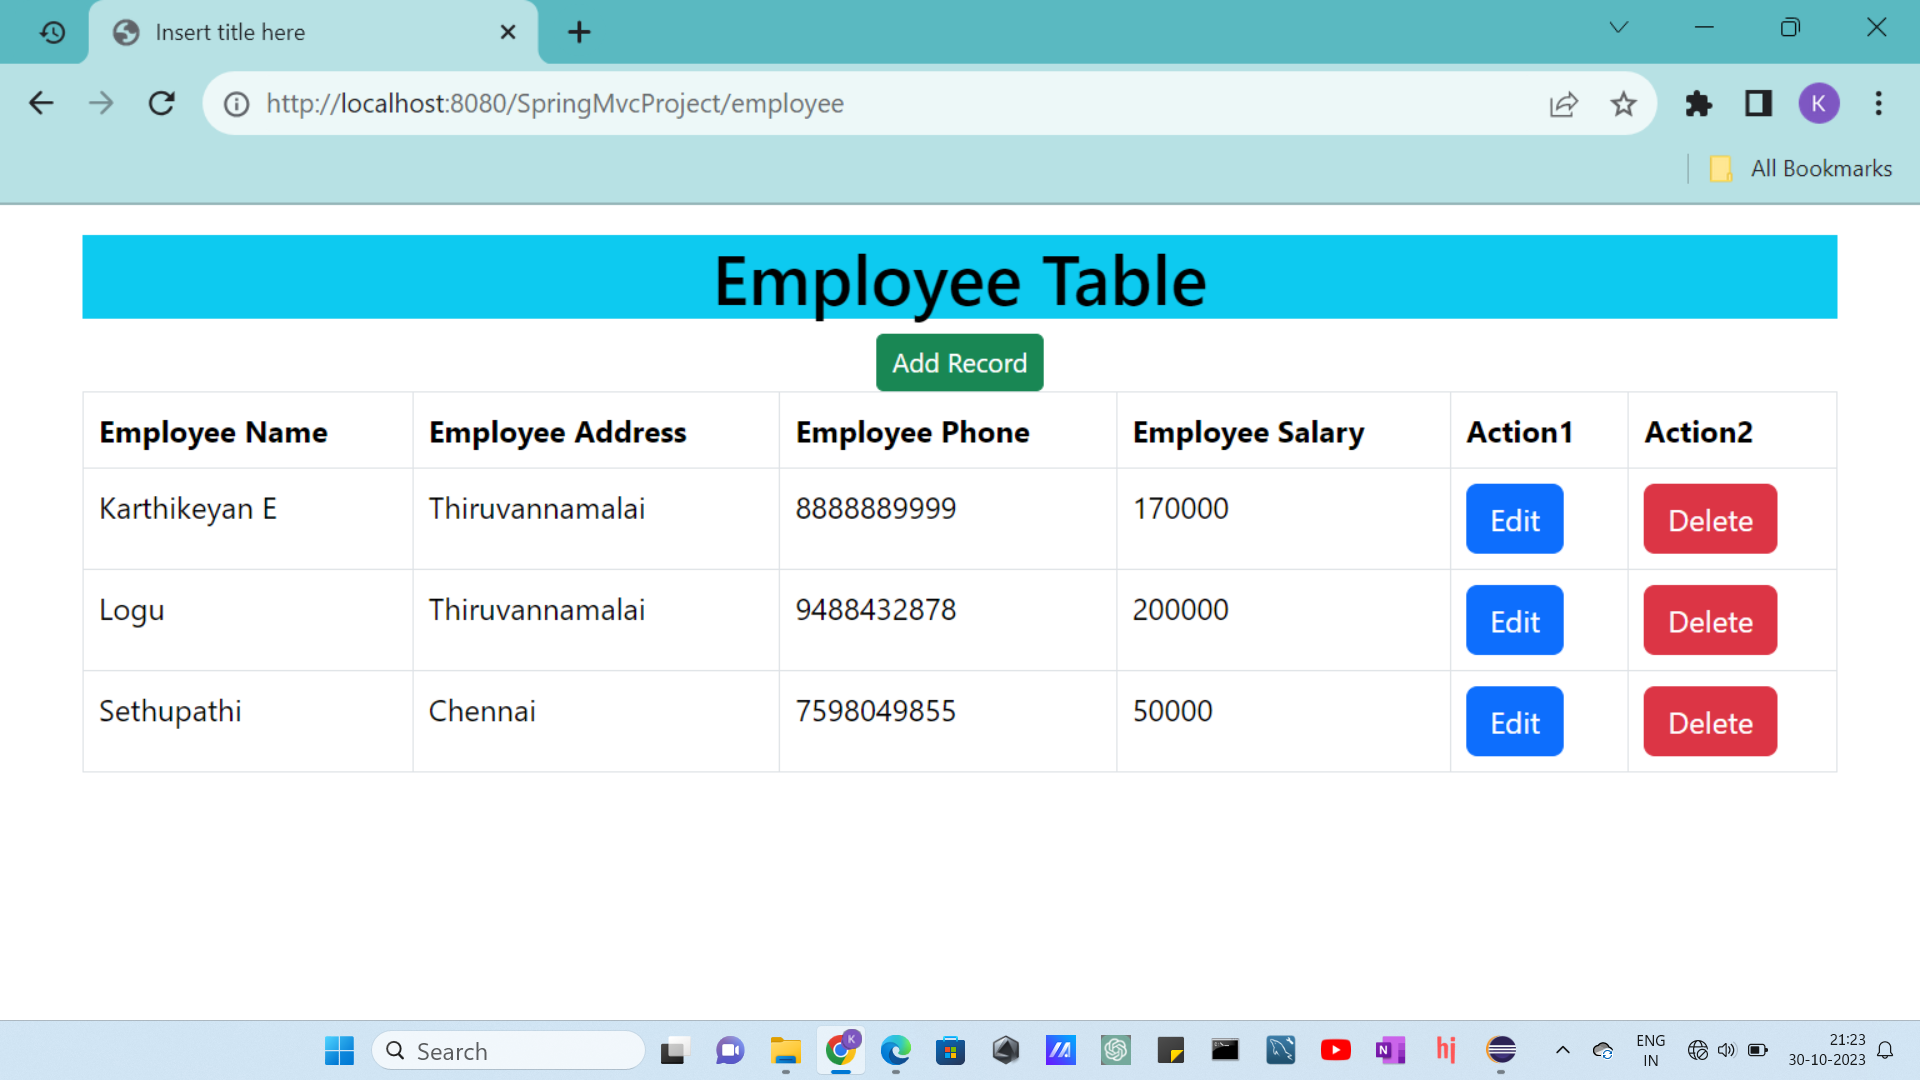 Insert title here
http://localhost:8080/SpringMvcProject/employee
K
All Bookmarks
Employee Table
Add Record
Employee Name Employee Address Employee Phone Employee Salary Action1 Action2
Karthikeyan E Thiruvannamalai 8888889999 170000 Edit Delete
Logu Thiruvannamalai 9488432878 200000 Edit Delete
Sethupathi Chennai 7598049855 50000 Edit Delete
Search
K
N
hj
ENG
IN
21:23
30-10-2023